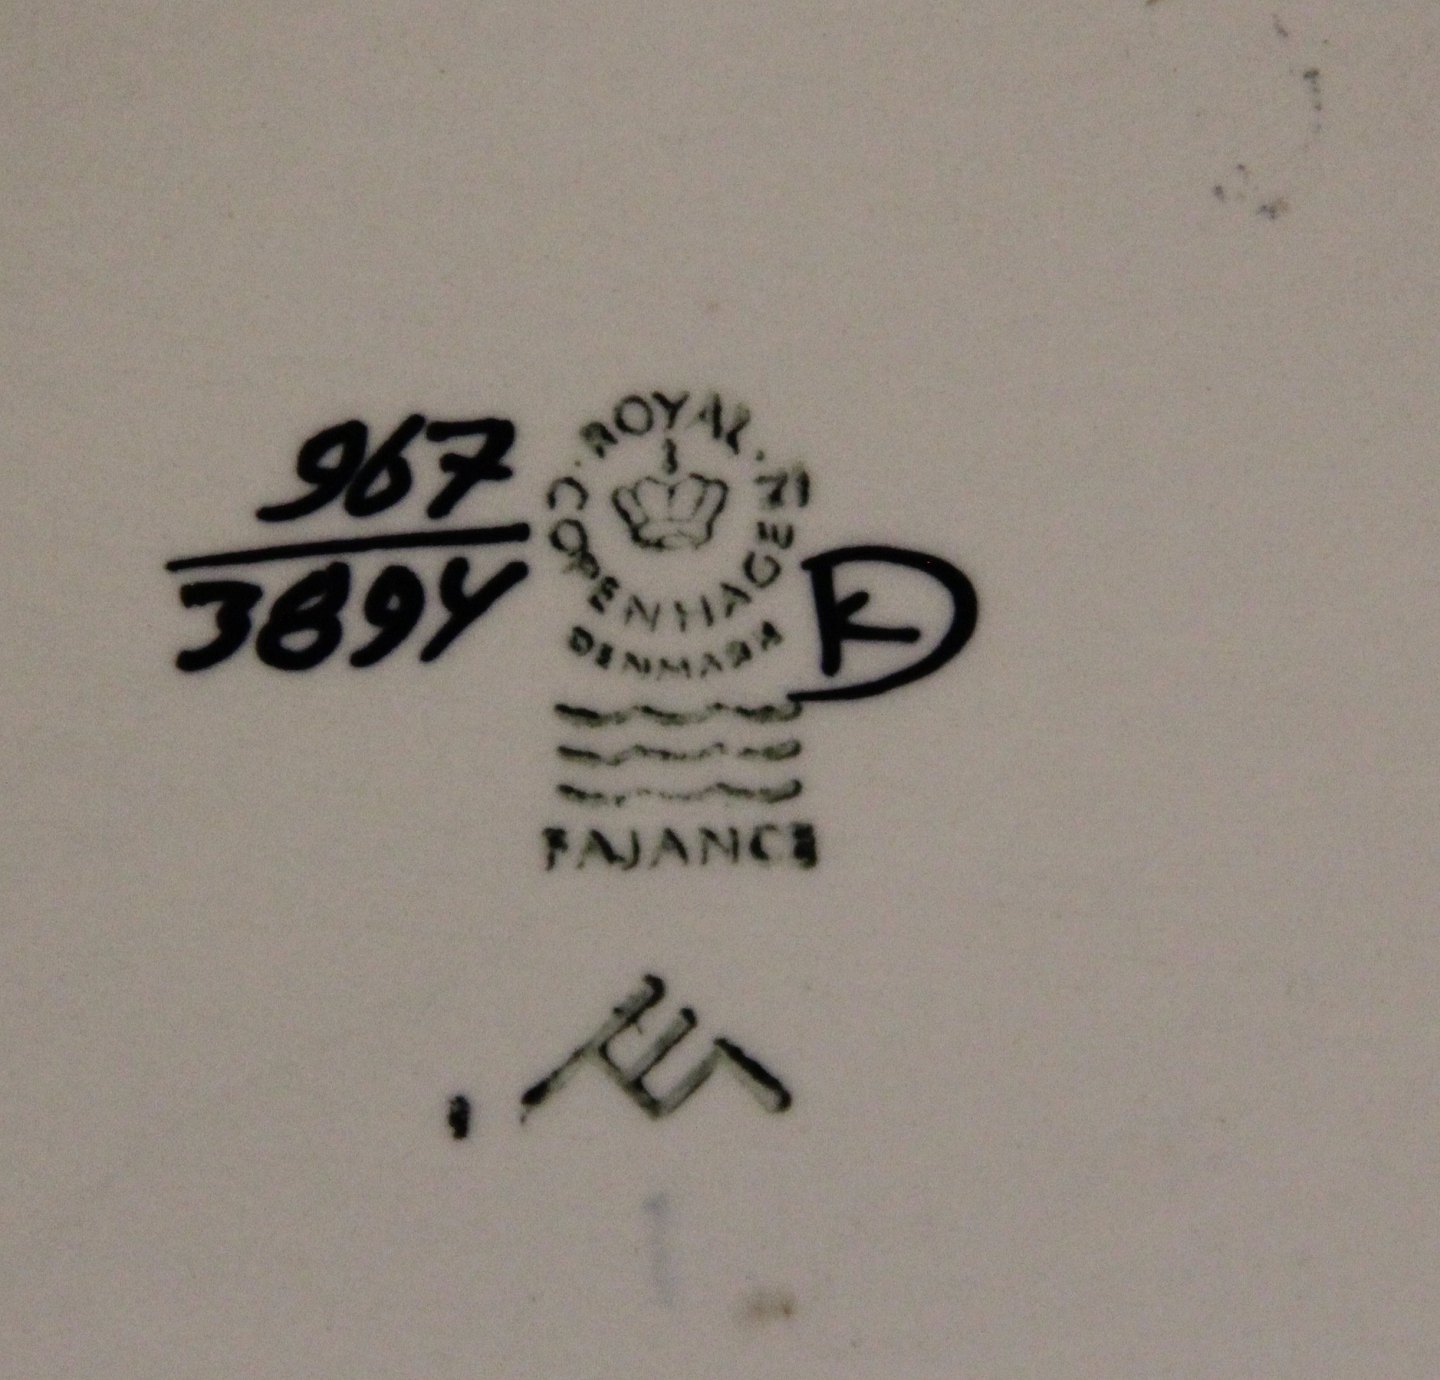 967
3894
ROYAL
COPENHAGEN
DENMARK
K
FAJANCE